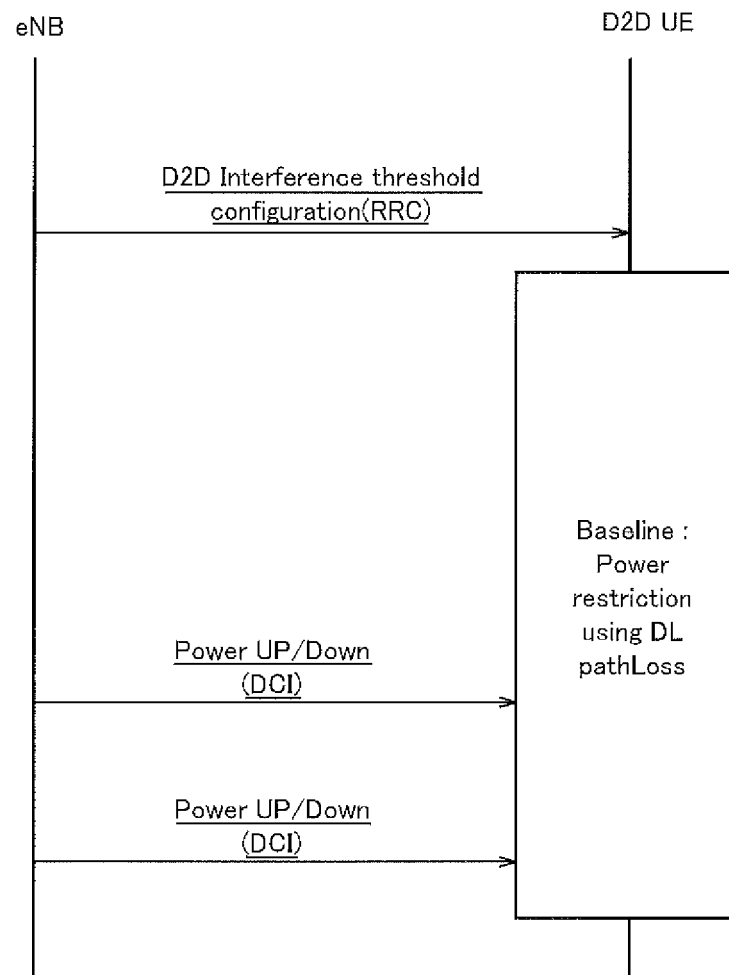 eNB
D2D UE
D2D Interference threshold
configuration(RRC)
Baseline :
Power
restriction
using DL
pathLoss
Power UP/Down
(DCI)
Power UP/Down
(DCI)